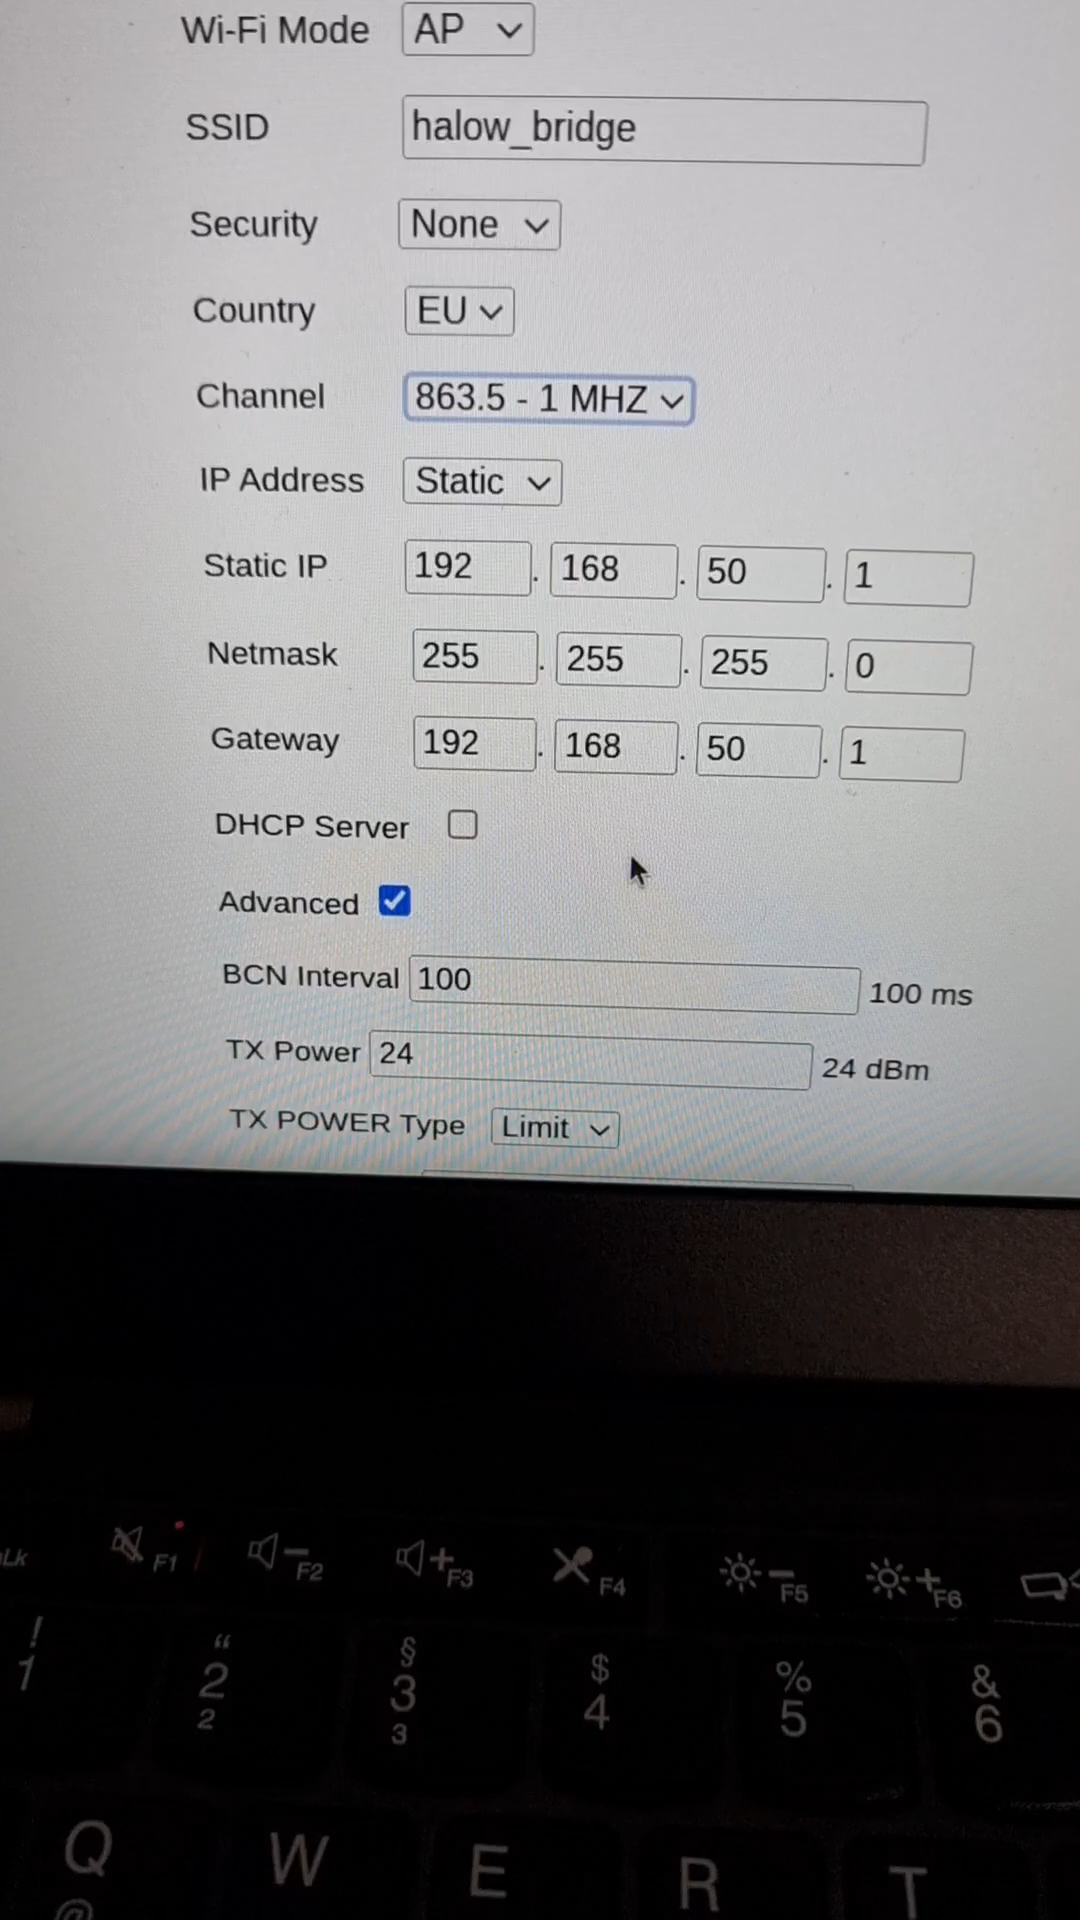 Wi-Fi Mode AP
SSID halow_bridge
Security None
Country EU
Channel 863.5 - 1 MHZ
IP Address Static
Static IP 192 . 168 . 50 . 1
Netmask 255 . 255 . 255 . 0
Gateway 192 . 168 . 50 . 1
DHCP Server
Advanced
BCN Interval 100 100 ms
TX Power 24 24 dBm
TX POWER Type Limit
Lk F1 F2 F3 F4 F5 F6
! “ § $ % &
1 2 3 4 5 6
2 3
Q W E R T
@